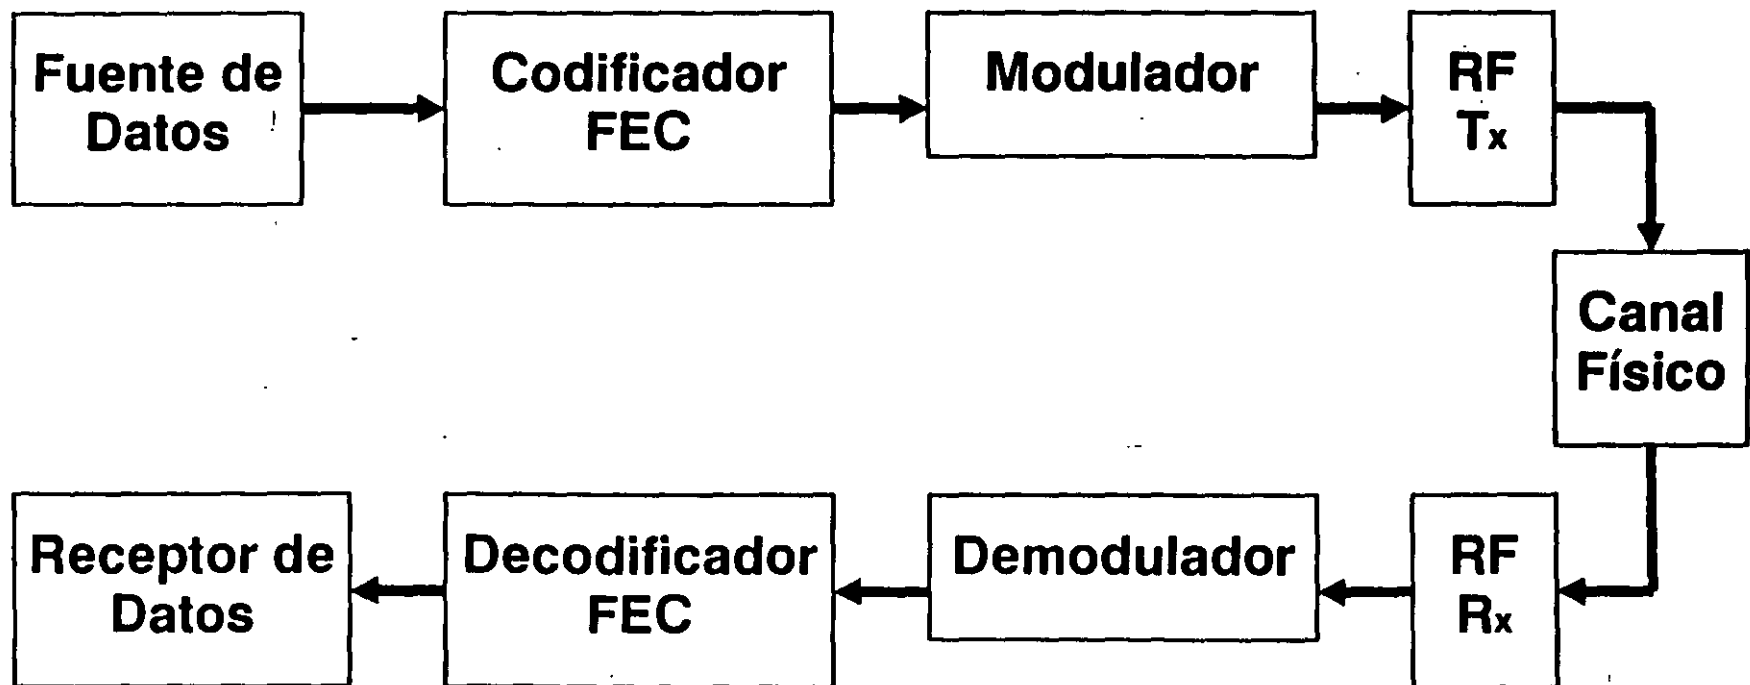 Fuente de
Datos
Codificador
FEC
Modulador
RF
Tx
Canal
Físico
Receptor de
Datos
Decodificador
FEC
Demodulador
RF
Rx